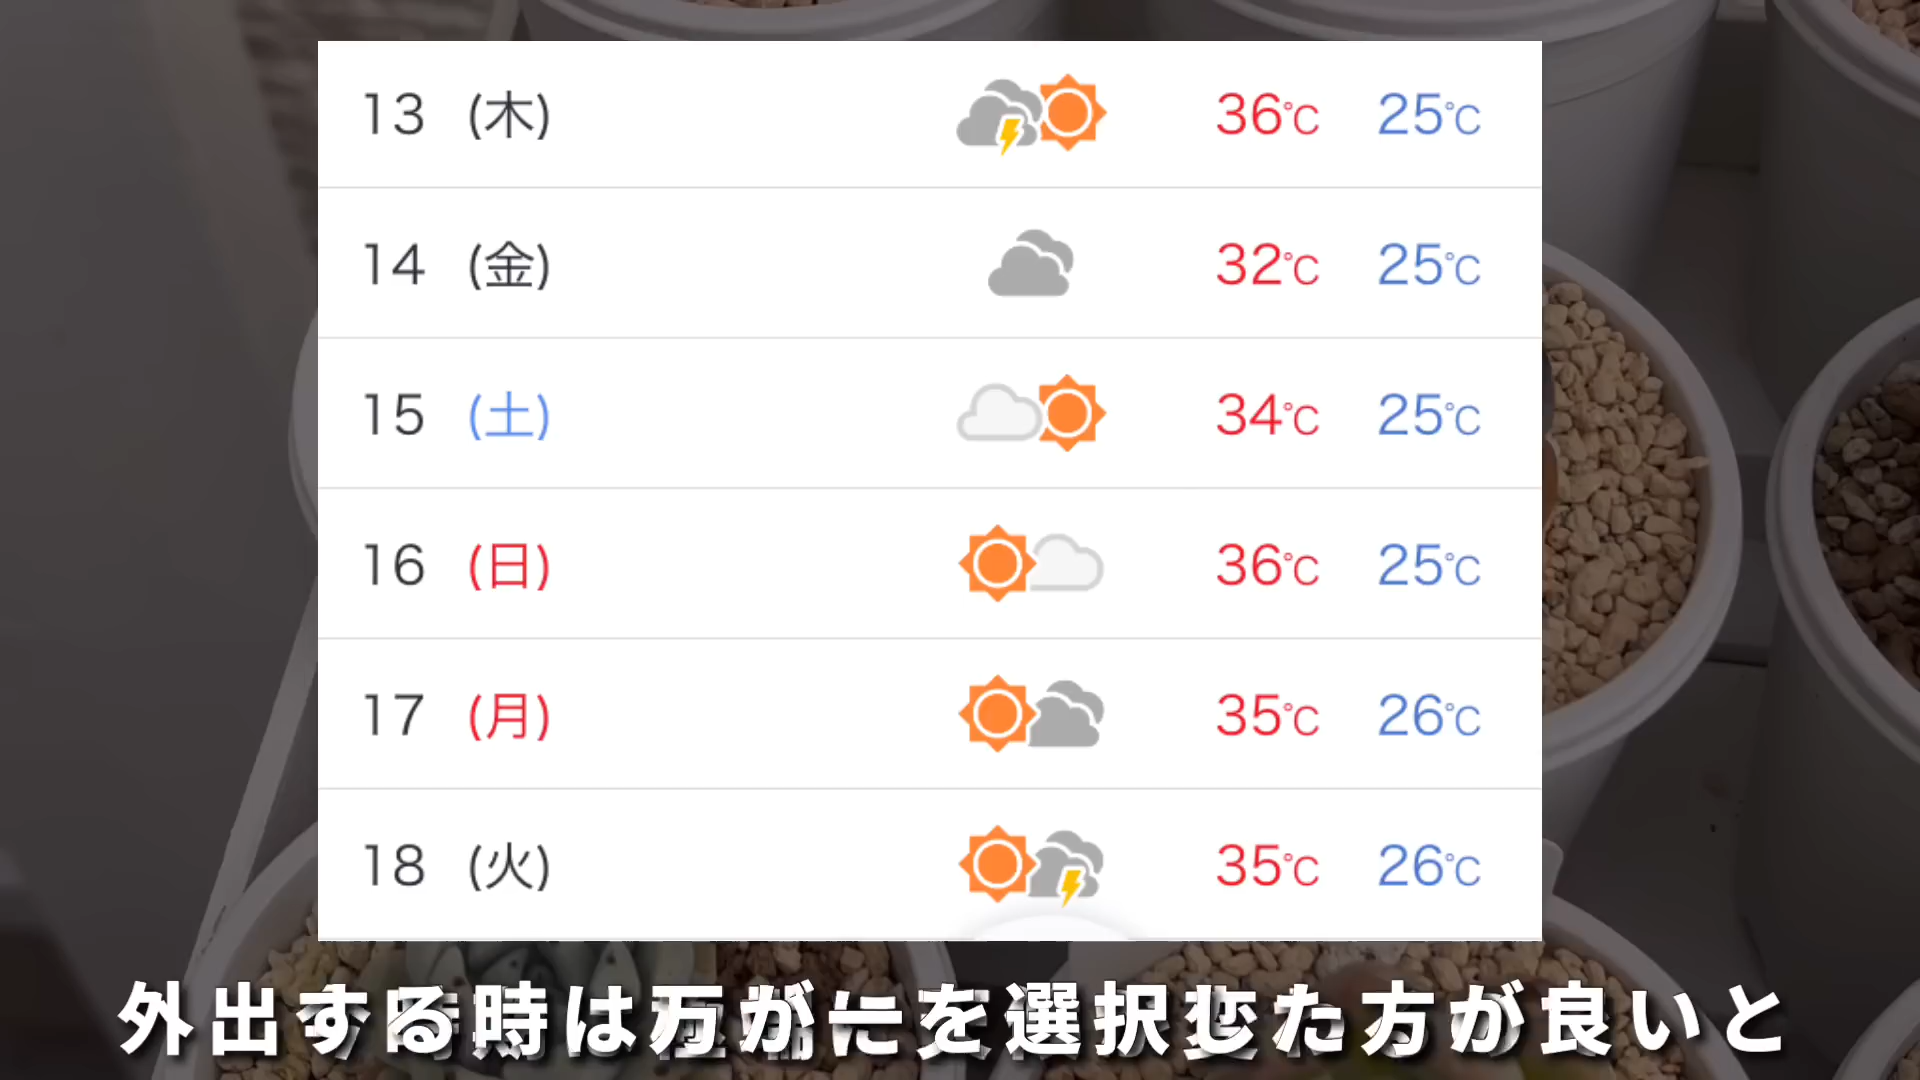 13 (木) 36℃ 25℃
14 (金) 32℃ 25℃
15 (土) 34℃ 25℃
16 (日) 36℃ 25℃
17 (月) 35℃ 26℃
18 (火) 35℃ 26℃
外出する時は万が一を選択した方が良いと